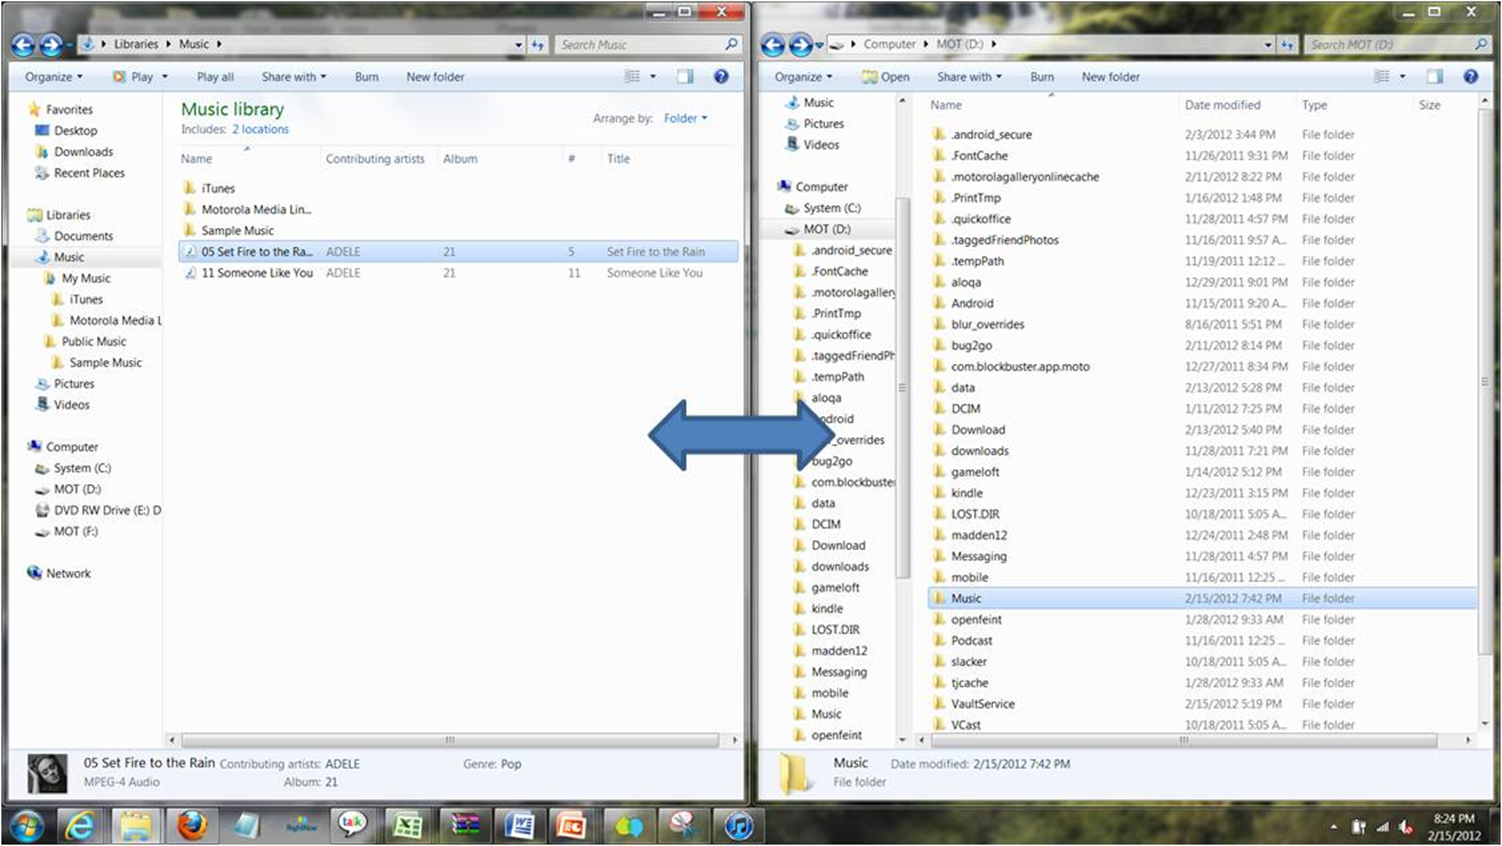 Libraries ▸ Music ▸
Search Music
Organize Play Play all Share with Burn New folder
Favorites
Desktop
Downloads
Recent Places
Libraries
Documents
Music
My Music
iTunes
Motorola Media L
Public Music
Sample Music
Pictures
Videos
Computer
System (C:)
MOT (D:)
DVD RW Drive (E:) D
MOT (F:)
Network
Music library
Includes: 2 locations
Arrange by: Folder
Name Contributing artists Album # Title
iTunes
Motorola Media Lin...
Sample Music
05 Set Fire to the Ra... ADELE 21 5 Set Fire to the Rain
11 Someone Like You ADELE 21 11 Someone Like You
05 Set Fire to the Rain Contributing artists: ADELE Genre: Pop
MPEG-4 Audio Album: 21
Computer ▸ MOT (D:) ▸
Search MOT (D:)
Organize Open Share with Burn New folder
Music
Pictures
Videos
Computer
System (C:)
MOT (D:)
.android_secure
.FontCache
.motorolagallery
.PrintTmp
.quickoffice
.taggedFriendPh
.tempPath
aloqa
ndroid
_overrides
bug2go
com.blockbuster
data
DCIM
Download
downloads
gameloft
kindle
LOST.DIR
madden12
Messaging
mobile
Music
openfeint
Name Date modified Type Size
.android_secure 2/3/2012 3:44 PM File folder
.FontCache 11/26/2011 9:31 PM File folder
.motorolagalleryonlinecache 2/11/2012 8:22 PM File folder
.PrintTmp 1/16/2012 1:48 PM File folder
.quickoffice 11/28/2011 4:57 PM File folder
.taggedFriendPhotos 11/16/2011 9:57 A... File folder
.tempPath 11/19/2011 12:12 ... File folder
aloqa 12/29/2011 9:01 PM File folder
Android 11/15/2011 9:20 A... File folder
blur_overrides 8/16/2011 5:51 PM File folder
bug2go 2/11/2012 8:14 PM File folder
com.blockbuster.app.moto 12/27/2011 8:34 PM File folder
data 2/13/2012 5:28 PM File folder
DCIM 1/11/2012 7:25 PM File folder
Download 2/13/2012 5:40 PM File folder
downloads 11/28/2011 7:21 PM File folder
gameloft 1/14/2012 5:12 PM File folder
kindle 12/23/2011 3:15 PM File folder
LOST.DIR 10/18/2011 5:05 A... File folder
madden12 12/24/2011 2:48 PM File folder
Messaging 11/28/2011 4:57 PM File folder
mobile 11/16/2011 12:25 ... File folder
Music 2/15/2012 7:42 PM File folder
openfeint 1/28/2012 9:33 AM File folder
Podcast 11/16/2011 12:25 ... File folder
slacker 10/18/2011 5:05 A... File folder
tjcache 1/28/2012 9:33 AM File folder
VaultService 2/15/2012 5:19 PM File folder
VCast 10/18/2011 5:05 A... File folder
Music Date modified: 2/15/2012 7:42 PM
File folder
talk
8:24 PM
2/15/2012